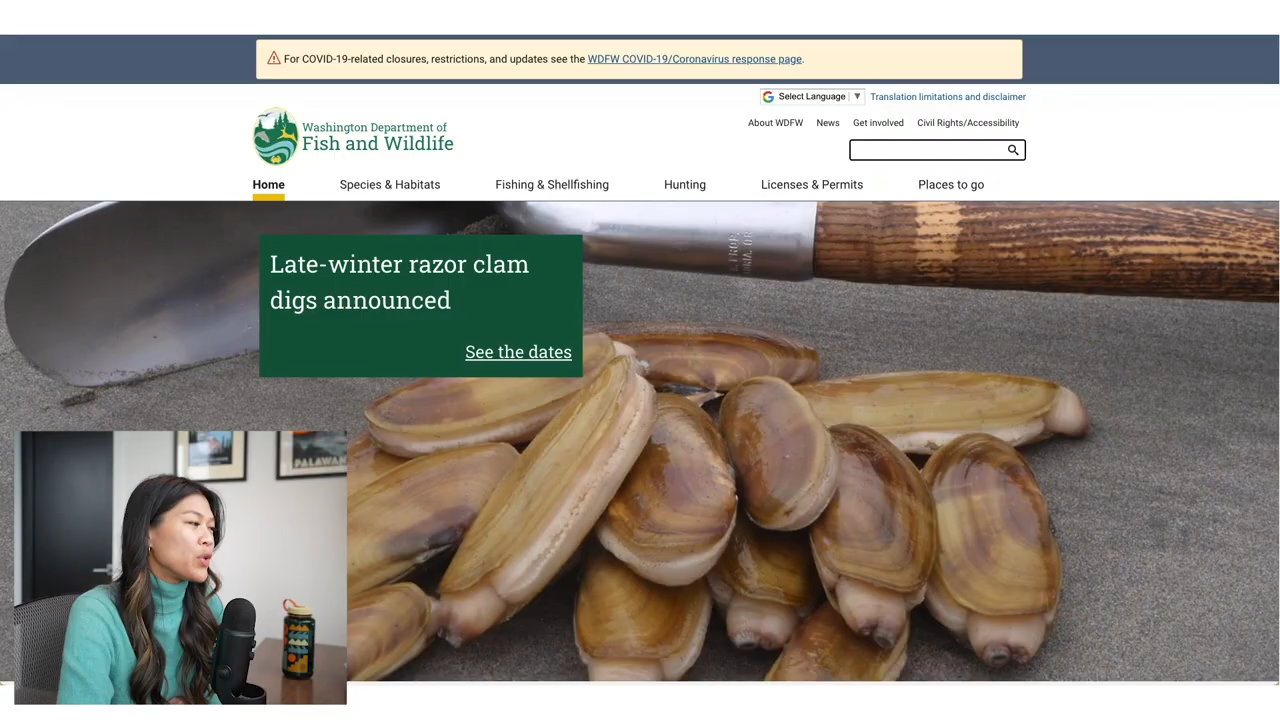 For COVID-19-related closures, restrictions, and updates see the WDFW COVID-19/Coronavirus response page.
Select Language ▼ Translation limitations and disclaimer
Washington Department of
Fish and Wildlife
About WDFW News Get involved Civil Rights/Accessibility
Home Species & Habitats Fishing & Shellfishing Hunting Licenses & Permits Places to go
Late-winter razor clam
digs announced
See the dates
PALAWAN